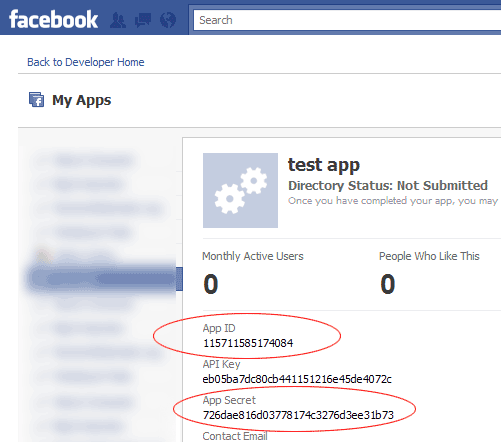 facebook
Search
Back to Developer Home
My Apps
test app
Directory Status: Not Submitted
Once you have completed your app, you may
Monthly Active Users
People Who Like This
0
0
App ID
115711585174084
API Key
eb05ba7dc80cb441151216e45de4072c
App Secret
726dae816d03778174c3276d3ee31b73
Contact Email